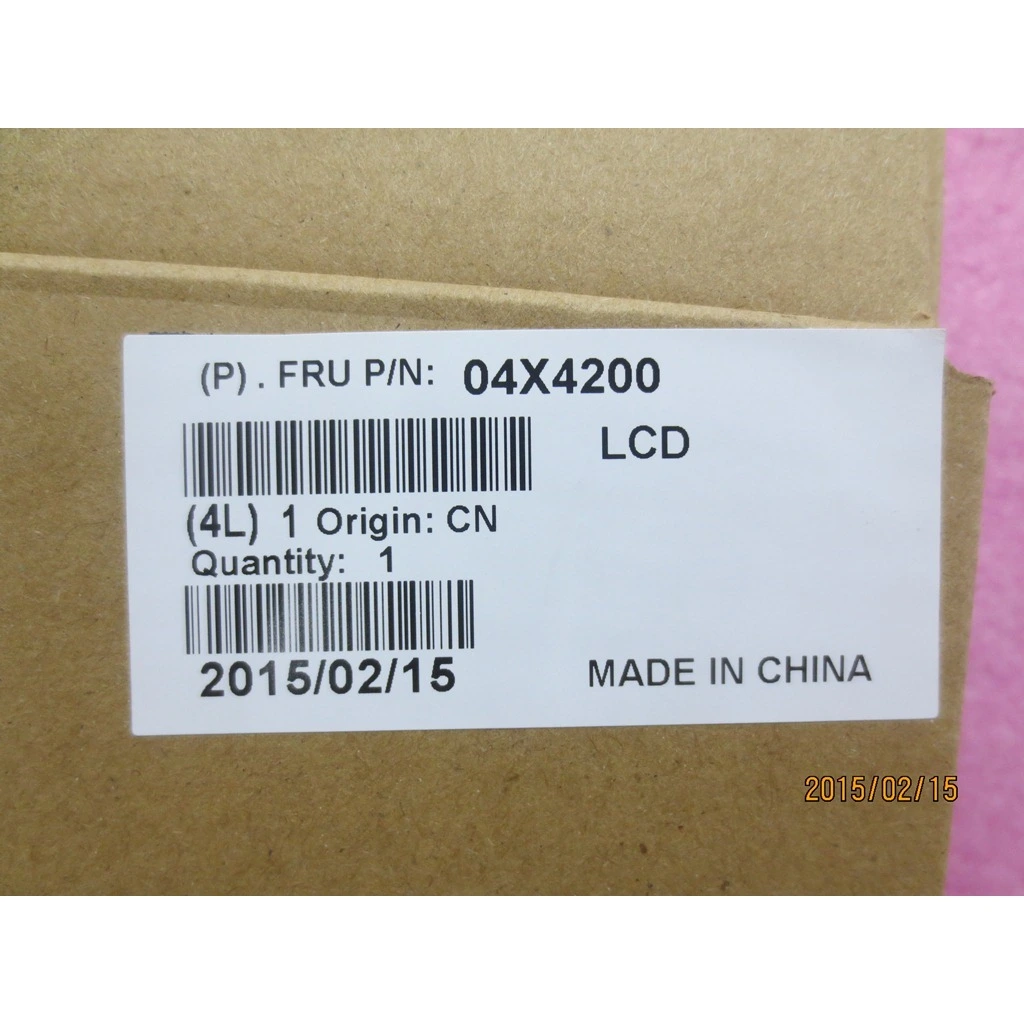 (P) . FRU P/N: 04X4200
LCD
(4L) 1 Origin: CN
Quantity: 1
2015/02/15
MADE IN CHINA
2015/02/15